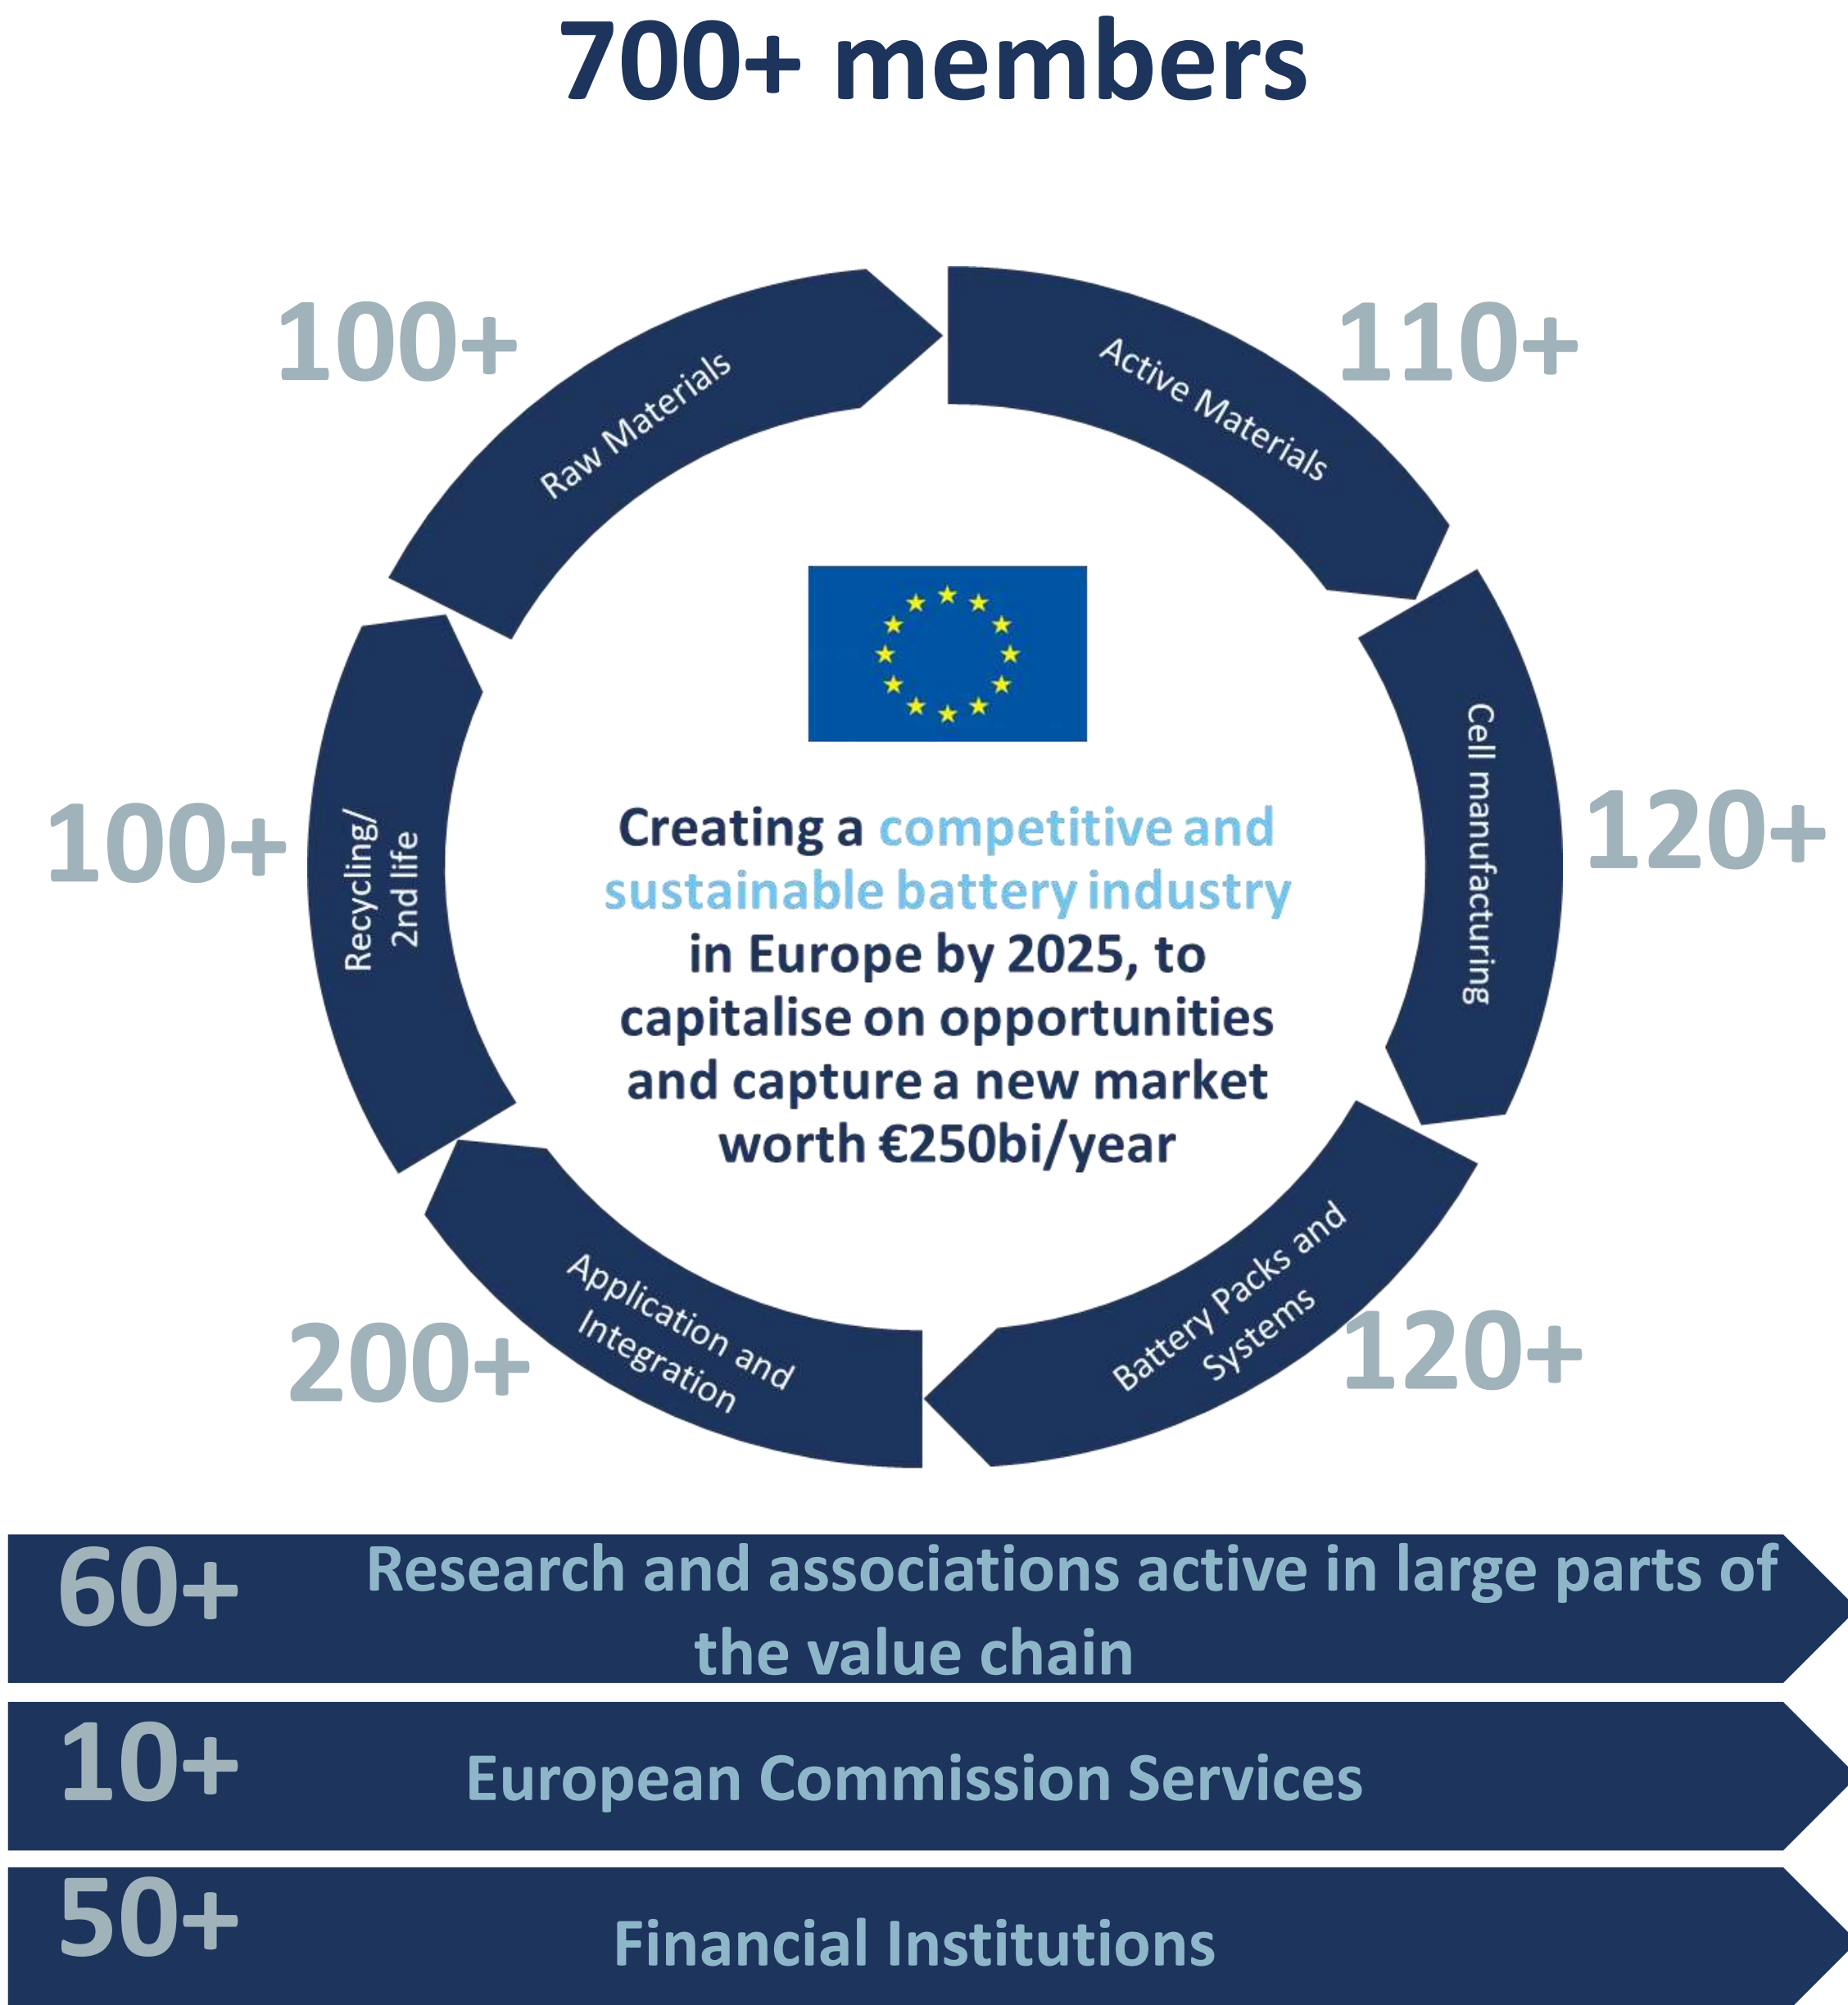 700+ members
100+
110+
Raw Materials
Active Materials
Cell manufacturing
120+
100+
Recycling/
2nd life
Creating a competitive and
sustainable battery industry
in Europe by 2025, to
capitalise on opportunities
and capture a new market
worth €250bi/year
Application and
Integration
200+
Battery Packs and
Systems
120+
60+
Research and associations active in large parts of
the value chain
10+
European Commission Services
50+
Financial Institutions